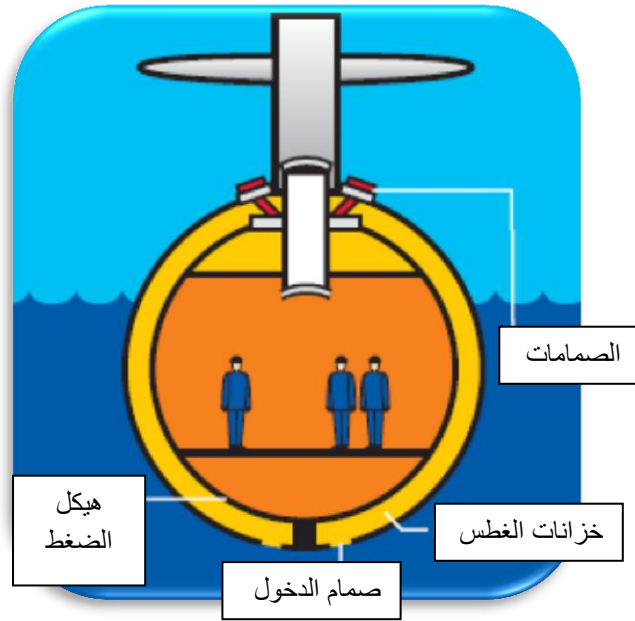 الصمامات
هيكل
الضغط
خزانات الغطس
صمام الدخول